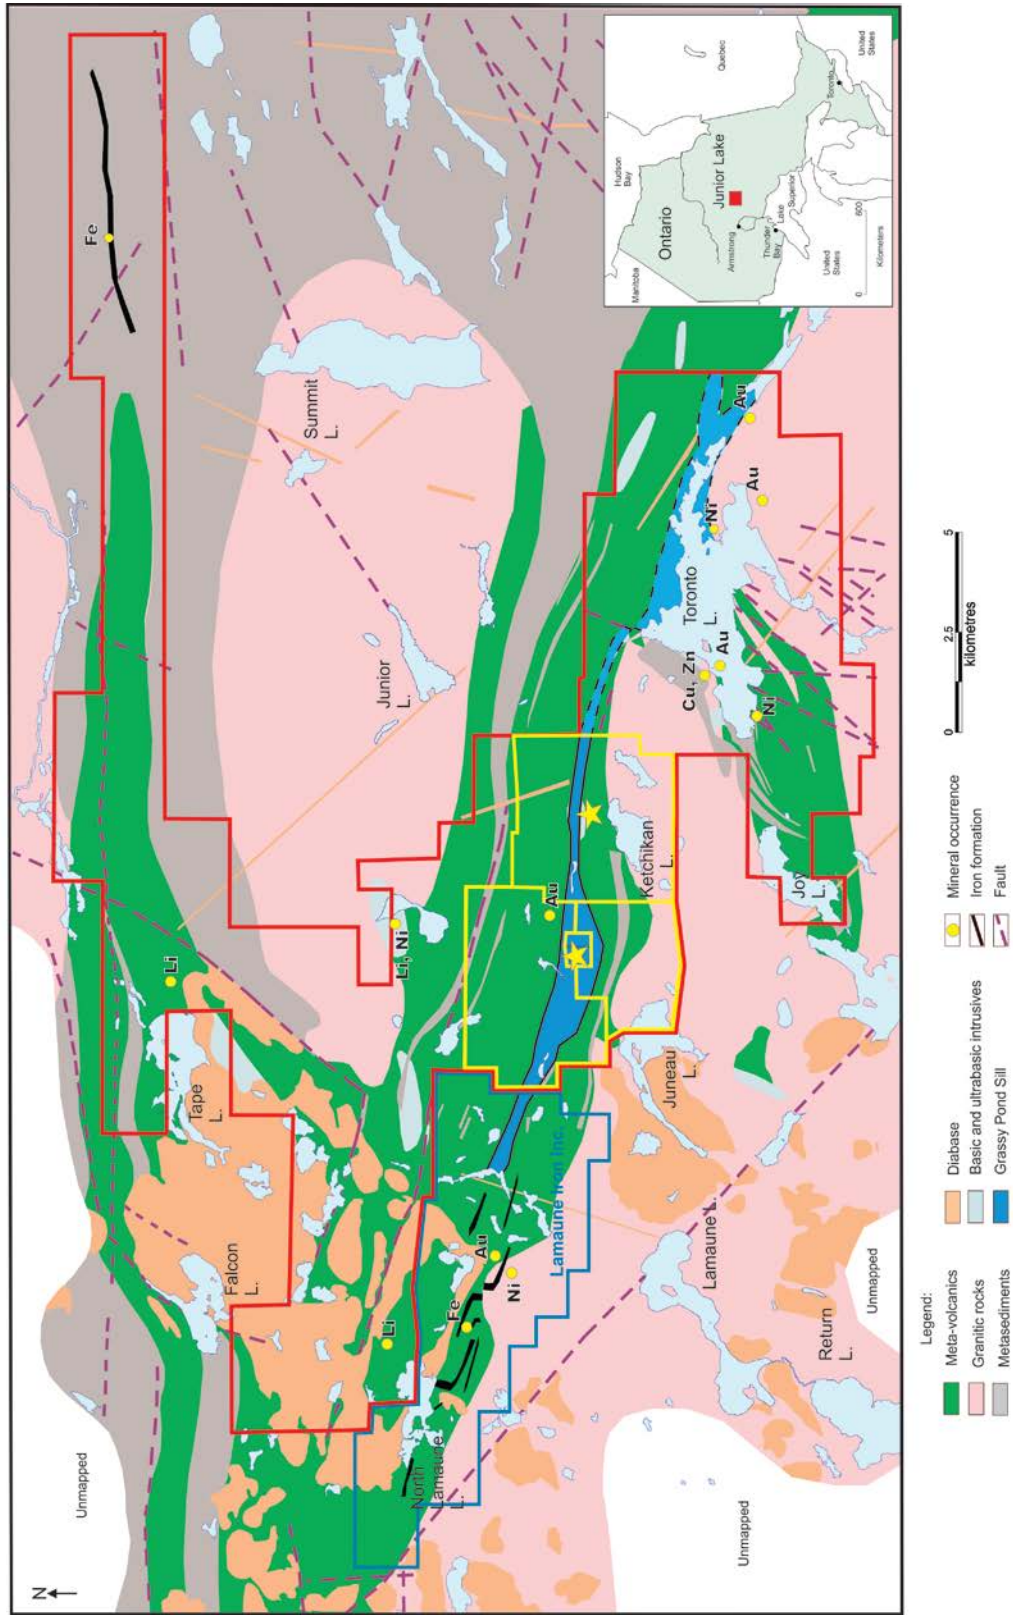 N
Unmapped
Fe
Li
Tape
L.
Falcon
L.
Summit
L.
Junior
L.
Li
Li, Ni
North
Lamaune
L.
Fe
Au
Ni
Au
Lamaune Iron Inc.
Ketchikan
L.
Juneau
L.
Toronto
L.
Cu, Zn
Ni
Au
Au
Au
Ni
Lamaune L.
Unmapped
Joy
L.
Return
L.
Unmapped
Manitoba
Hudson
Bay
Quebec
Ontario
Junior Lake
Armstrong
Thunder
Bay
Lake
Superior
United
States
Toronto
United
States
0
600
Kilometers
Legend:
Meta-volcanics
Granitic rocks
Metasediments
Diabase
Basic and ultrabasic intrusives
Grassy Pond Sill
Mineral occurrence
Iron formation
Fault
0 2.5 5
kilometres